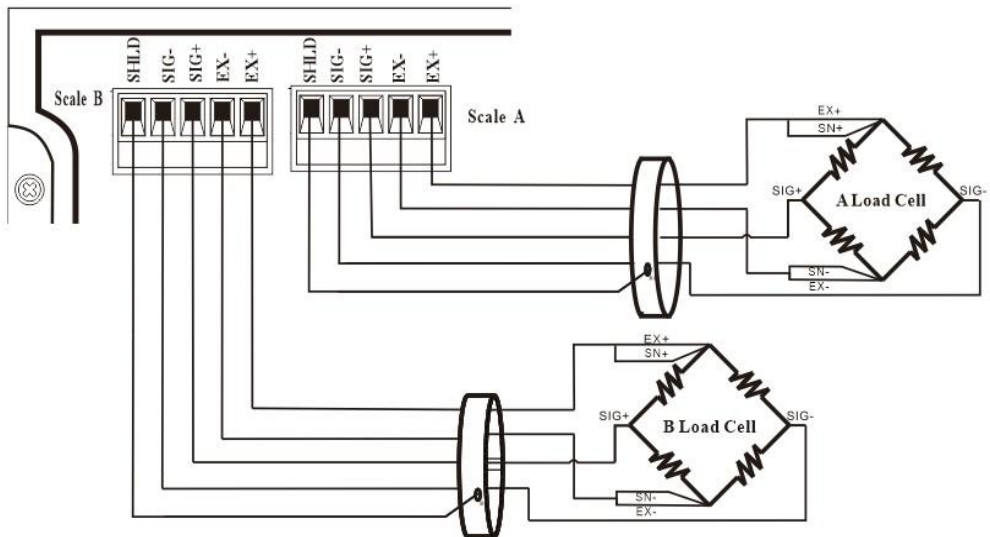 SHLD
SIG-
SIG+
EX-
EX+
Scale B
SHLD
SIG-
SIG+
EX-
EX+
Scale A
EX+
SN+
SIG+
A Load Cell
SIG-
SN-
EX-
EX+
SN+
SIG+
B Load Cell
SIG-
SN-
EX-